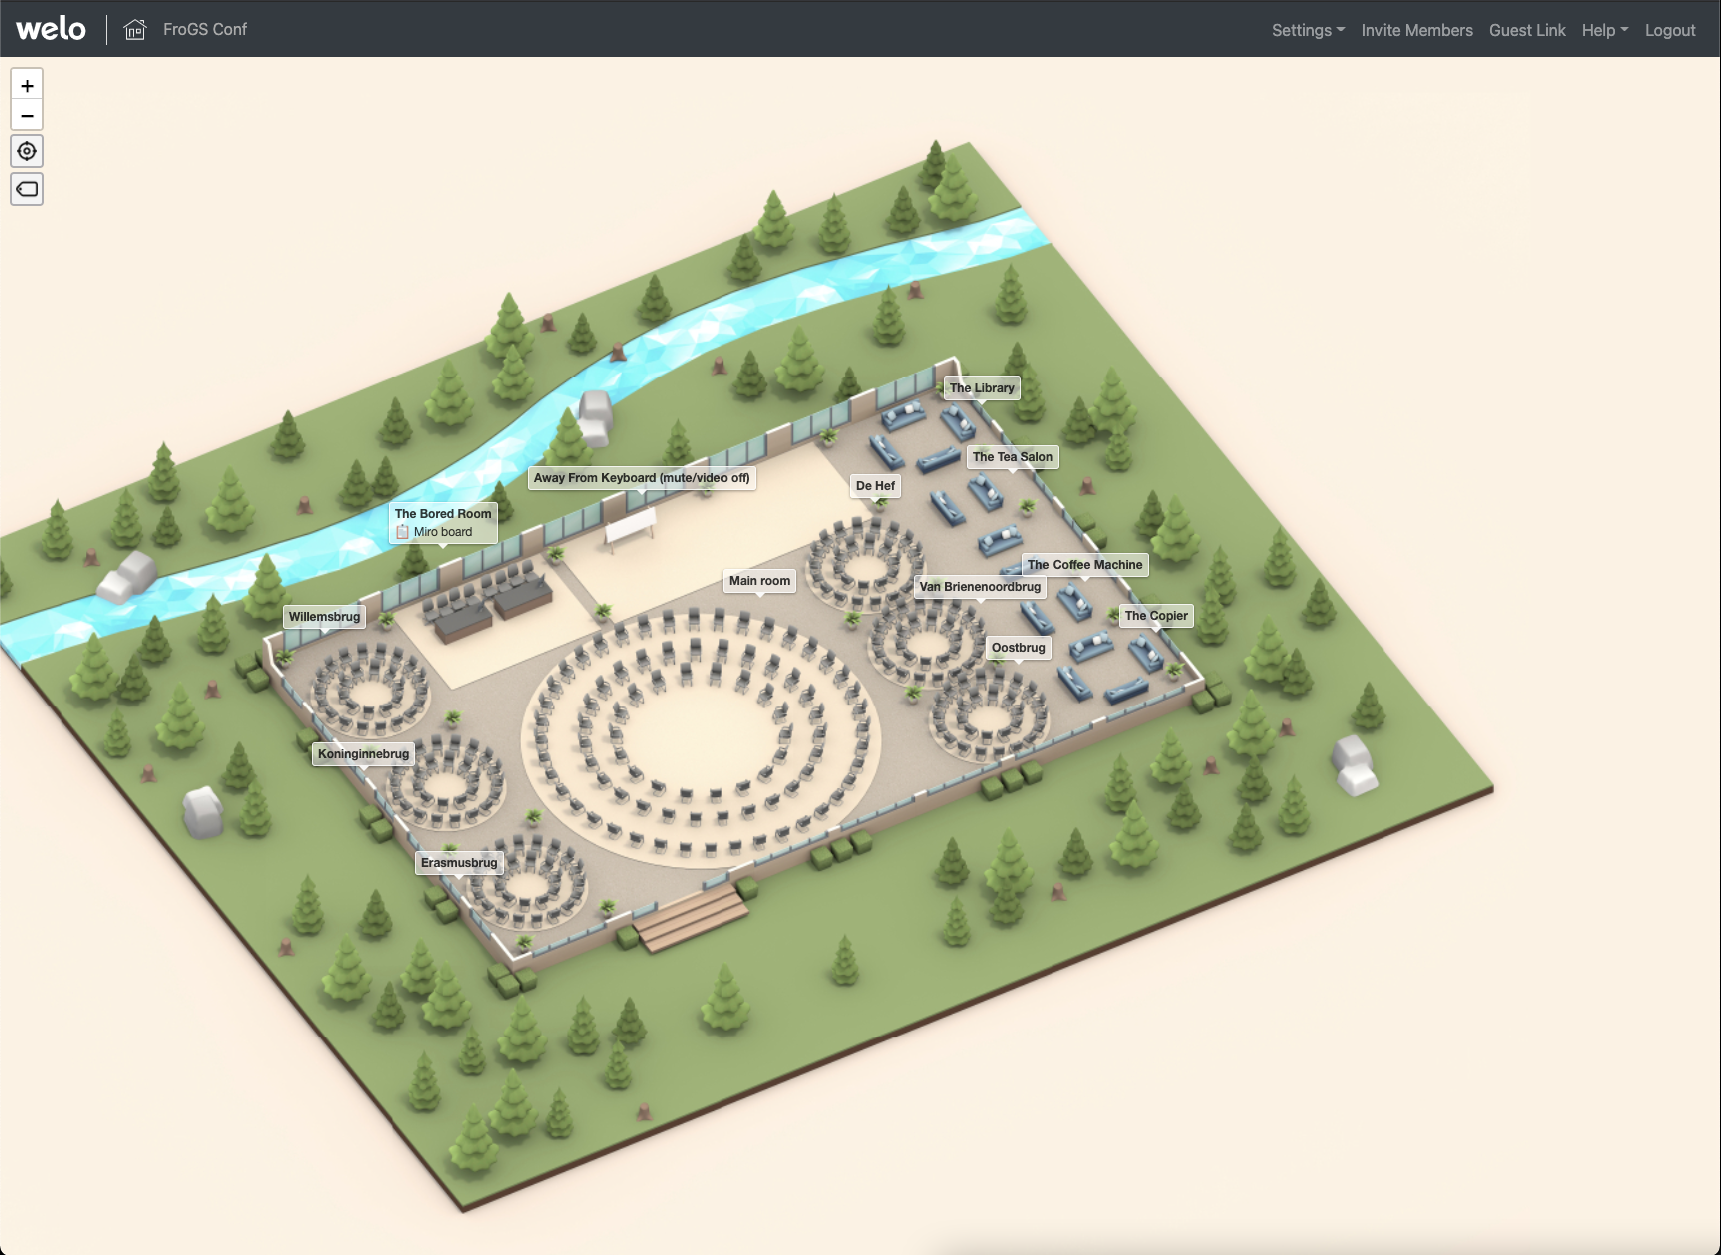 welo
FroGS Conf
Settings
Invite Members
Guest Link
Help
Logout
+
−
The Library
The Tea Salon
Away From Keyboard (mute/video off)
De Hef
The Bored Room
Miro board
The Coffee Machine
Main room
Van Brienenoordbrug
Willemsbrug
The Copier
Oostbrug
Koninginnebrug
Erasmusbrug